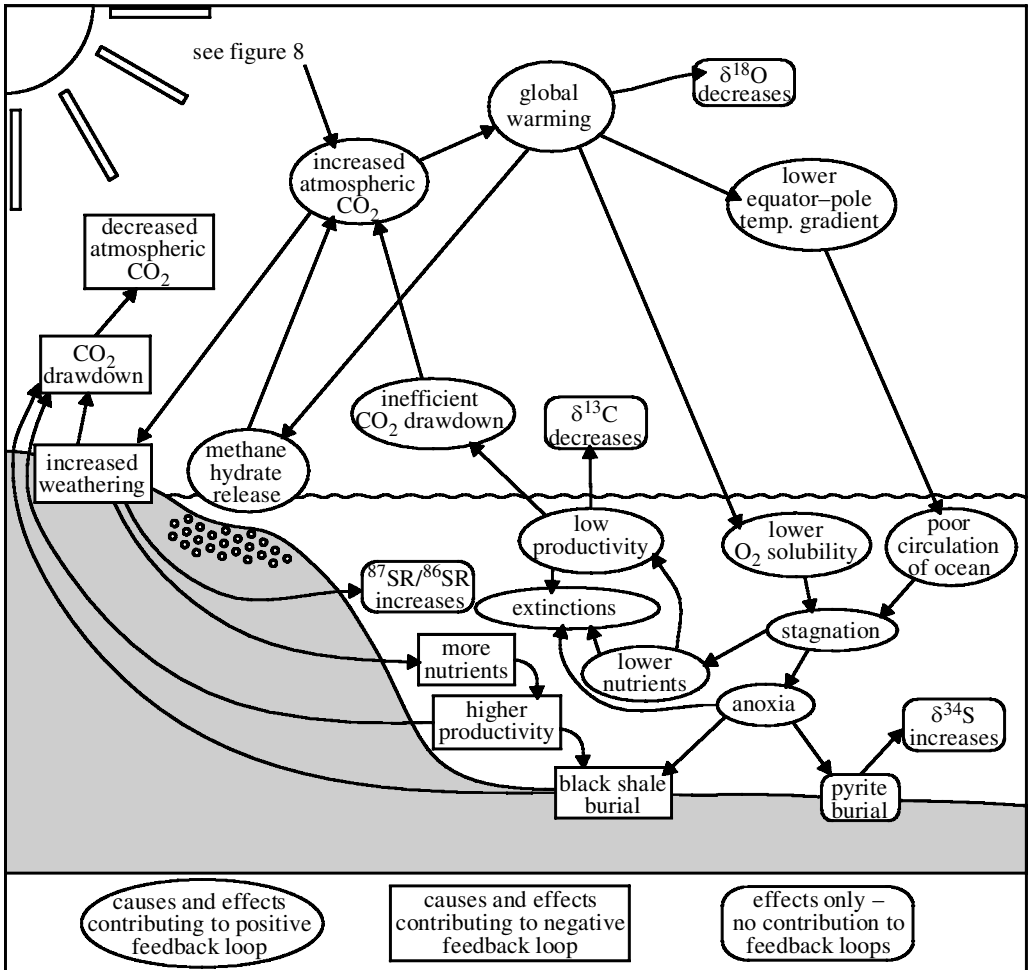 see figure 8
global
warming
δ¹⁸O
decreases
increased
atmospheric
CO₂
lower
equator–pole
temp. gradient
decreased
atmospheric
CO₂
CO₂
drawdown
inefficient
CO₂ drawdown
δ¹³C
decreases
increased
weathering
methane
hydrate
release
low
productivity
lower
O₂ solubility
poor
circulation
of ocean
⁸⁷SR/⁸⁶SR
increases
extinctions
stagnation
more
nutrients
lower
nutrients
anoxia
higher
productivity
δ³⁴S
increases
black shale
burial
pyrite
burial
causes and effects
contributing to positive
feedback loop
causes and effects
contributing to negative
feedback loop
effects only –
no contribution to
feedback loops